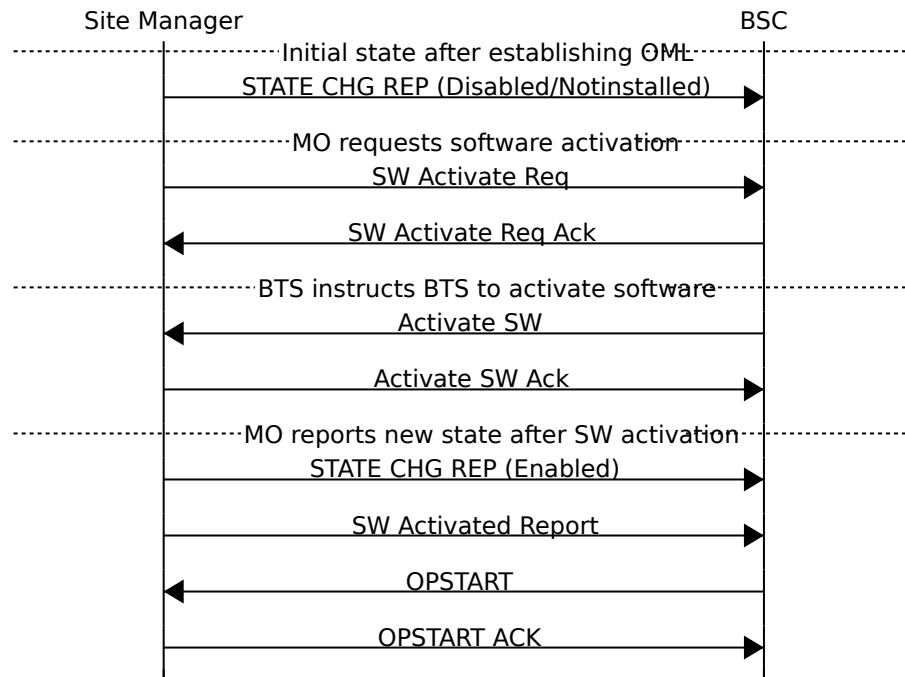 Site Manager
BSC
Initial state after establishing OML
STATE CHG REP (Disabled/Notinstalled)
MO requests software activation
SW Activate Req
SW Activate Req Ack
BTS instructs BTS to activate software
Activate SW
Activate SW Ack
MO reports new state after SW activation
STATE CHG REP (Enabled)
SW Activated Report
OPSTART
OPSTART ACK